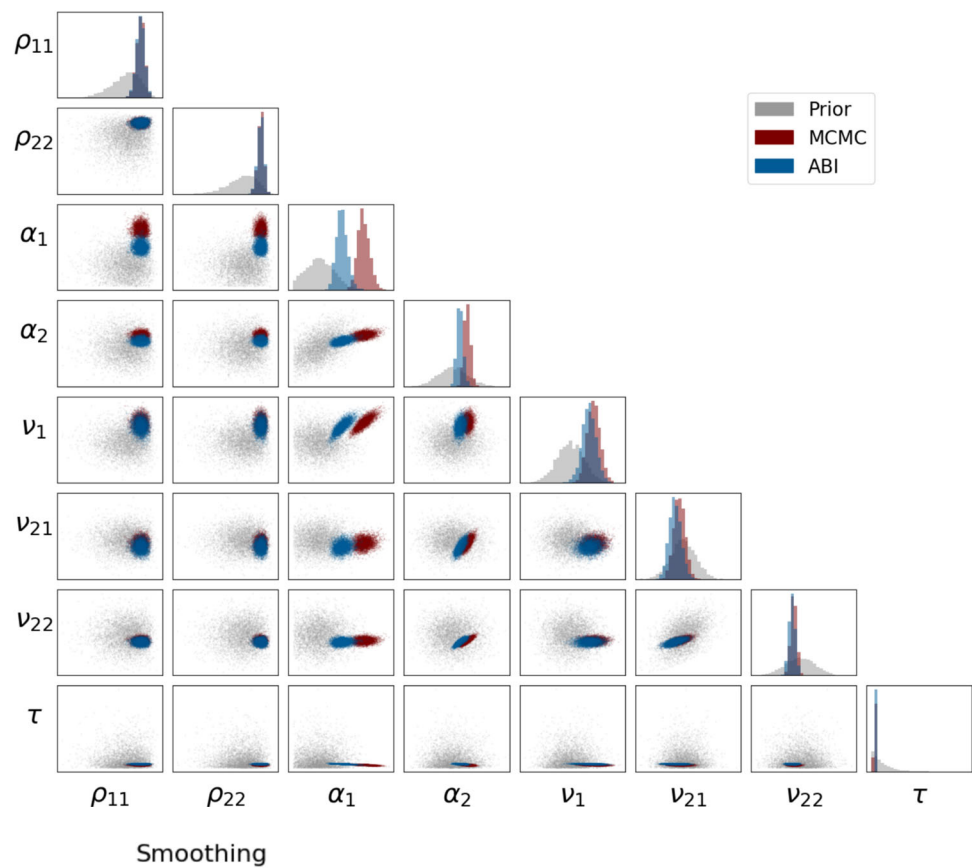 ρ₁₁
Prior
MCMC
ABI
ρ₂₂
α₁
α₂
ν₁
ν₂₁
ν₂₂
τ
ρ₁₁ ρ₂₂ α₁ α₂ ν₁ ν₂₁ ν₂₂ τ
Smoothing